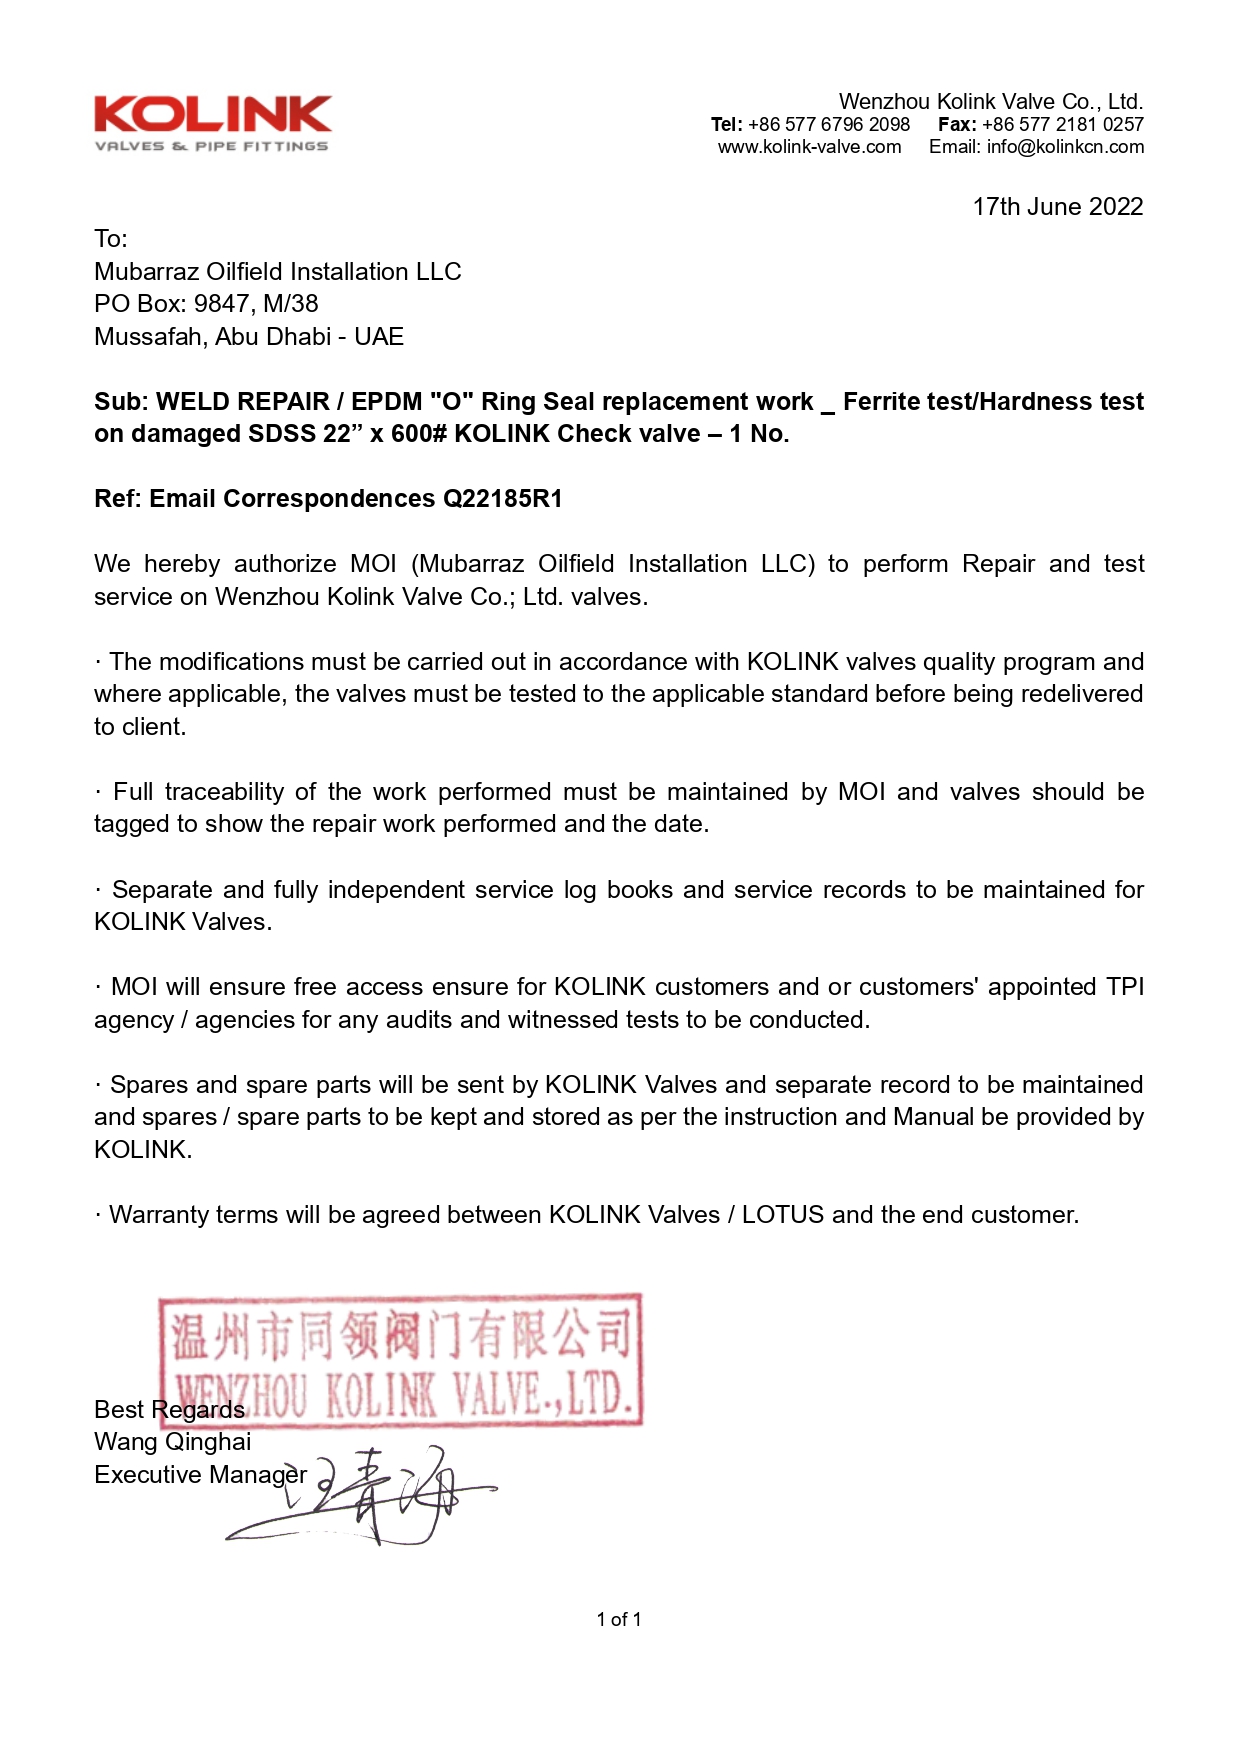 KOLINK
VALVES & PIPE FITTINGS
Wenzhou Kolink Valve Co., Ltd.
Tel: +86 577 6796 2098 Fax: +86 577 2181 0257
www.kolink-valve.com Email: info@kolinkcn.com
17th June 2022
To:
Mubarraz Oilfield Installation LLC
PO Box: 9847, M/38
Mussafah, Abu Dhabi - UAE
Sub: WELD REPAIR / EPDM "O" Ring Seal replacement work _ Ferrite test/Hardness test
on damaged SDSS 22” x 600# KOLINK Check valve – 1 No.
Ref: Email Correspondences Q22185R1
We hereby authorize MOI (Mubarraz Oilfield Installation LLC) to perform Repair and test
service on Wenzhou Kolink Valve Co.; Ltd. valves.
· The modifications must be carried out in accordance with KOLINK valves quality program and
where applicable, the valves must be tested to the applicable standard before being redelivered
to client.
· Full traceability of the work performed must be maintained by MOI and valves should be
tagged to show the repair work performed and the date.
· Separate and fully independent service log books and service records to be maintained for
KOLINK Valves.
· MOI will ensure free access ensure for KOLINK customers and or customers' appointed TPI
agency / agencies for any audits and witnessed tests to be conducted.
· Spares and spare parts will be sent by KOLINK Valves and separate record to be maintained
and spares / spare parts to be kept and stored as per the instruction and Manual be provided by
KOLINK.
· Warranty terms will be agreed between KOLINK Valves / LOTUS and the end customer.
温州市同领阀门有限公司
WENZHOU KOLINK VALVE.,LTD.
Best Regards
Wang Qinghai
Executive Manager
汪青海
1 of 1